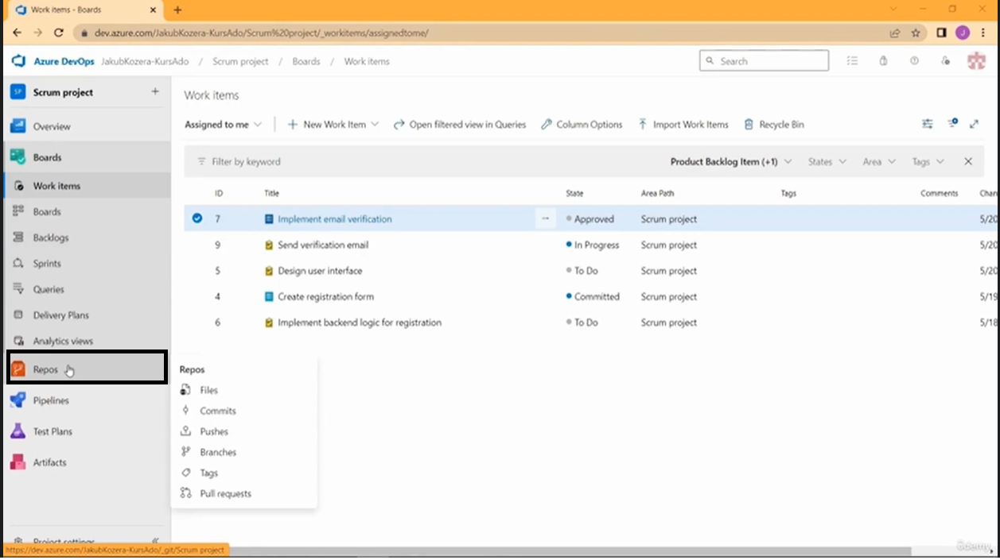 Work items - Boards
dev.azure.com/JakubKozera-KursAdo/Scrum%20project/_workitems/assignedtome/
J
Azure DevOps JakubKozera-KursAdo / Scrum project / Boards / Work items
Search
SP Scrum project
Overview
Boards
Work items
Boards
Backlogs
Sprints
Queries
Delivery Plans
Analytics views
Repos
Pipelines
Test Plans
Artifacts
Project settings
Work items
Assigned to me New Work Item Open filtered view in Queries Column Options Import Work Items Recycle Bin
Filter by keyword Product Backlog Item (+1) States Area Tags
ID Title State Area Path Tags Comments Chan
7 Implement email verification Approved Scrum project 5/20
9 Send verification email In Progress Scrum project 5/20
5 Design user interface To Do Scrum project 5/20
4 Create registration form Committed Scrum project 5/19
6 Implement backend logic for registration To Do Scrum project 5/18
Repos
Files
Commits
Pushes
Branches
Tags
Pull requests
https://dev.azure.com/JakubKozera-KursAdo/_git/Scrum project
ûdemy